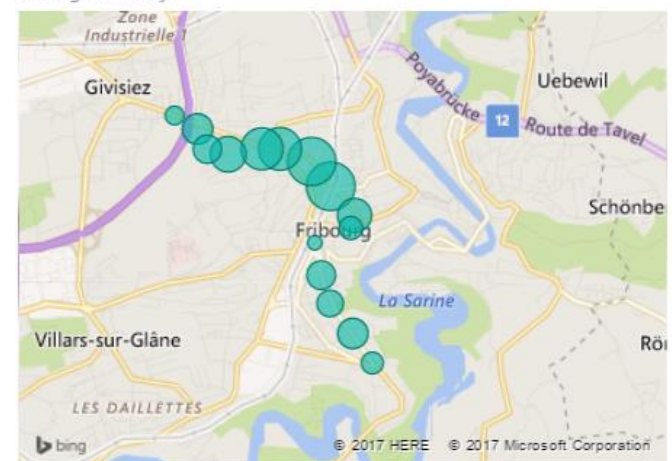 Zone
Industrielle 1
Givisiez
Uebewil
Poyabrücke
12
Route de Tavel
Schönbe
Fribourg
La Sarine
Villars-sur-Glâne
Rö
LES DAILLETTES
bing
© 2017 HERE © 2017 Microsoft Corporation